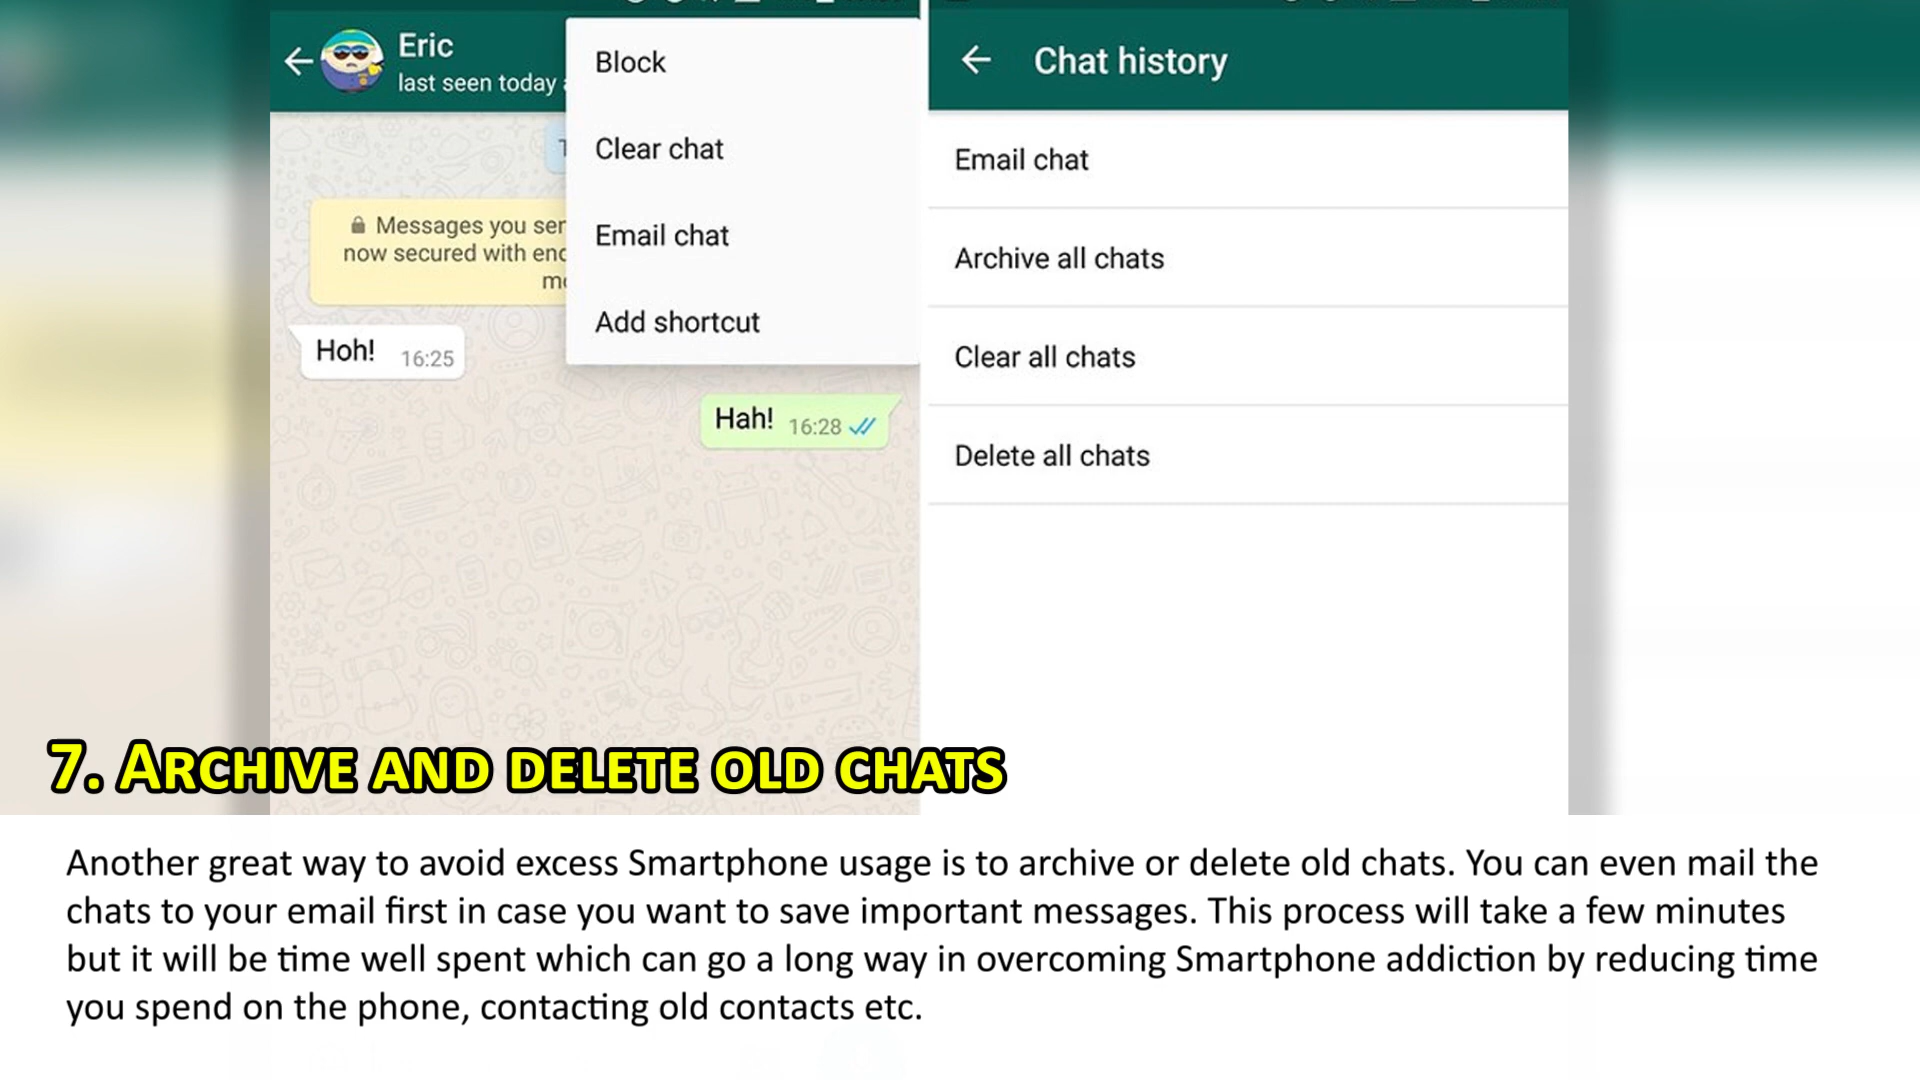 Eric
last seen today
Block
Clear chat
Email chat
Add shortcut
Messages you
now secured with
Hoh! 16:25
Hah! 16:28
Chat history
Email chat
Archive all chats
Clear all chats
Delete all chats
7. Archive and delete old chats
Another great way to avoid excess Smartphone usage is to archive or delete old chats. You can even mail the
chats to your email first in case you want to save important messages. This process will take a few minutes
but it will be time well spent which can go a long way in overcoming Smartphone addiction by reducing time
you spend on the phone, contacting old contacts etc.